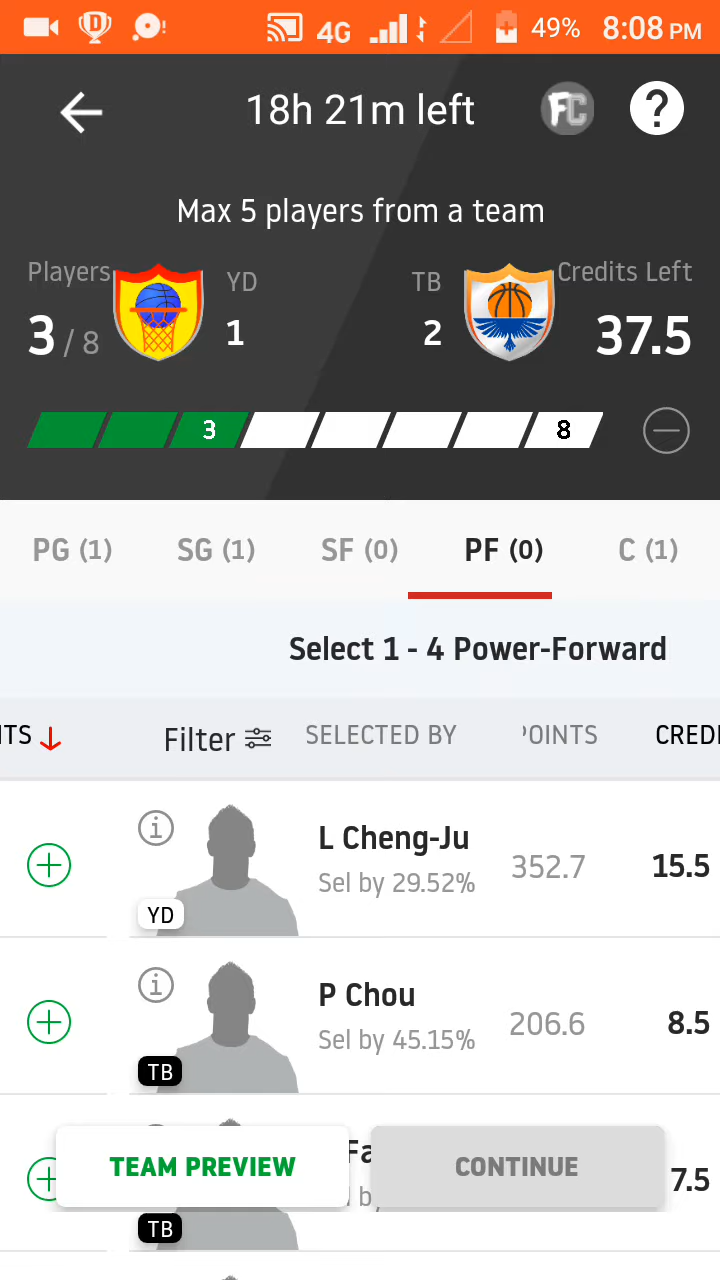 4G 49% 8:08 PM
18h 21m left FC ?
Max 5 players from a team
Players YD TB Credits Left
3 / 8 1 2 37.5
3 8
PG (1) SG (1) SF (0) PF (0) C (1)
Select 1 - 4 Power-Forward
Filter SELECTED BY POINTS
L Cheng-Ju
352.7 15.5
Sel by 29.52%
YD
P Chou
206.6 8.5
Sel by 45.15%
TB
7.5
TEAM PREVIEW CONTINUE
TB